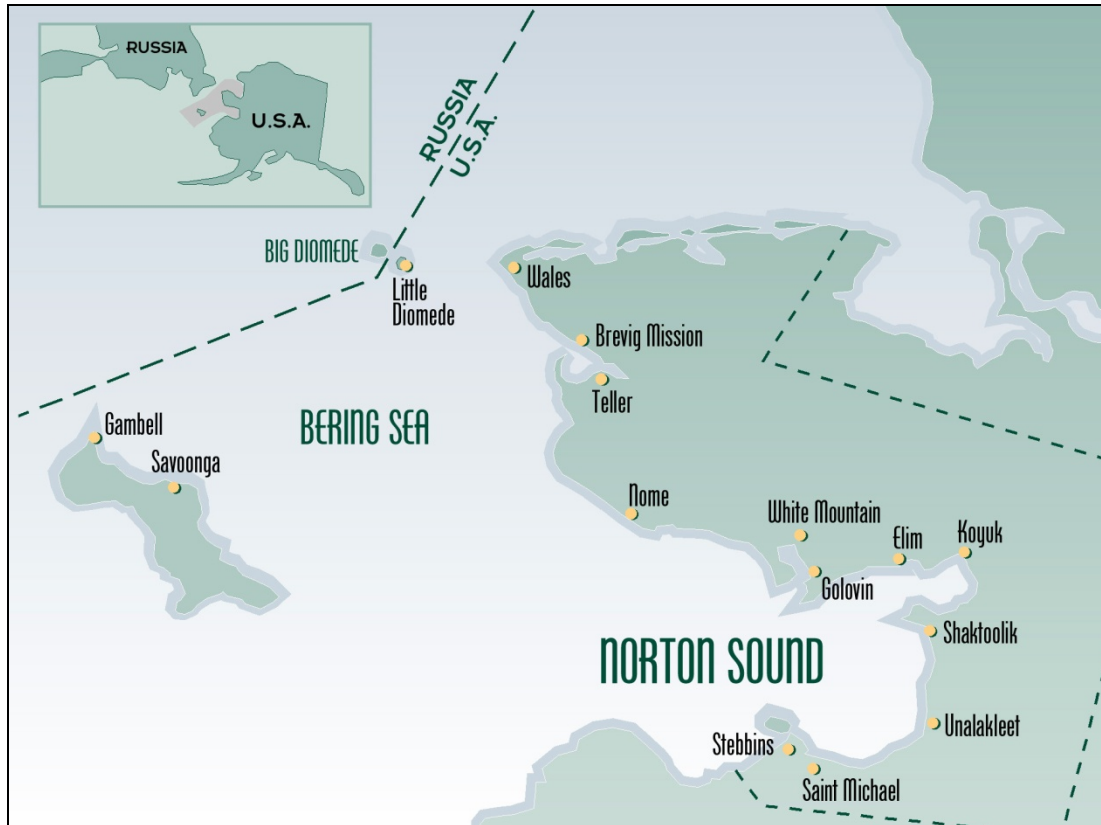 RUSSIA
U.S.A.
RUSSIA
U.S.A.
BIG DIOMEDE
Little
Diomede
Wales
Brevig Mission
Teller
Gambell
BERING SEA
Savoonga
Nome
White Mountain
Elim
Koyuk
Golovin
Shaktoolik
NORTON SOUND
Unalakleet
Stebbins
Saint Michael